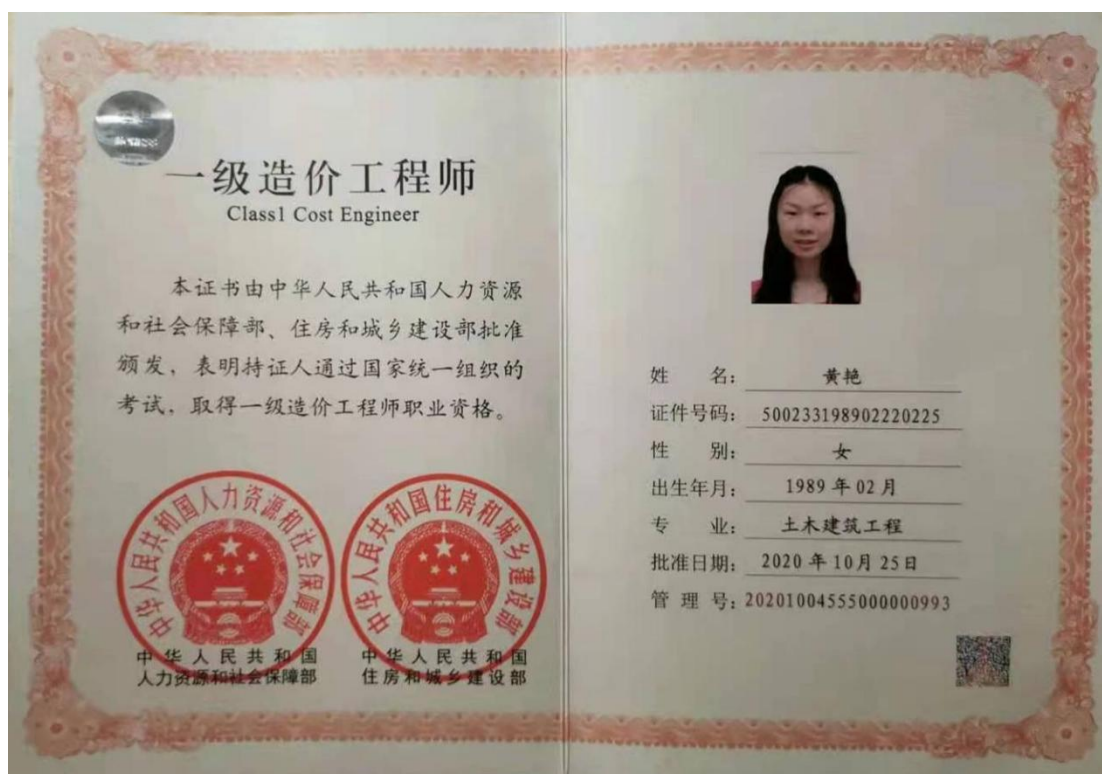 一级造价工程师
Class1 Cost Engineer
本证书由中华人民共和国人力资源
和社会保障部、住房和城乡建设部批准
颁发，表明持证人通过国家统一组织的
考试，取得一级造价工程师职业资格。
中华人民共和国人力资源和社会保障部
中华人民共和国住房和城乡建设部
中华人民共和国
人力资源和社会保障部
中华人民共和国
住房和城乡建设部
姓 名： 黄艳
证件号码： 500233198902220225
性 别： 女
出生年月： 1989年02月
专 业： 土木建筑工程
批准日期： 2020年10月25日
管 理 号： 20201004555000000993